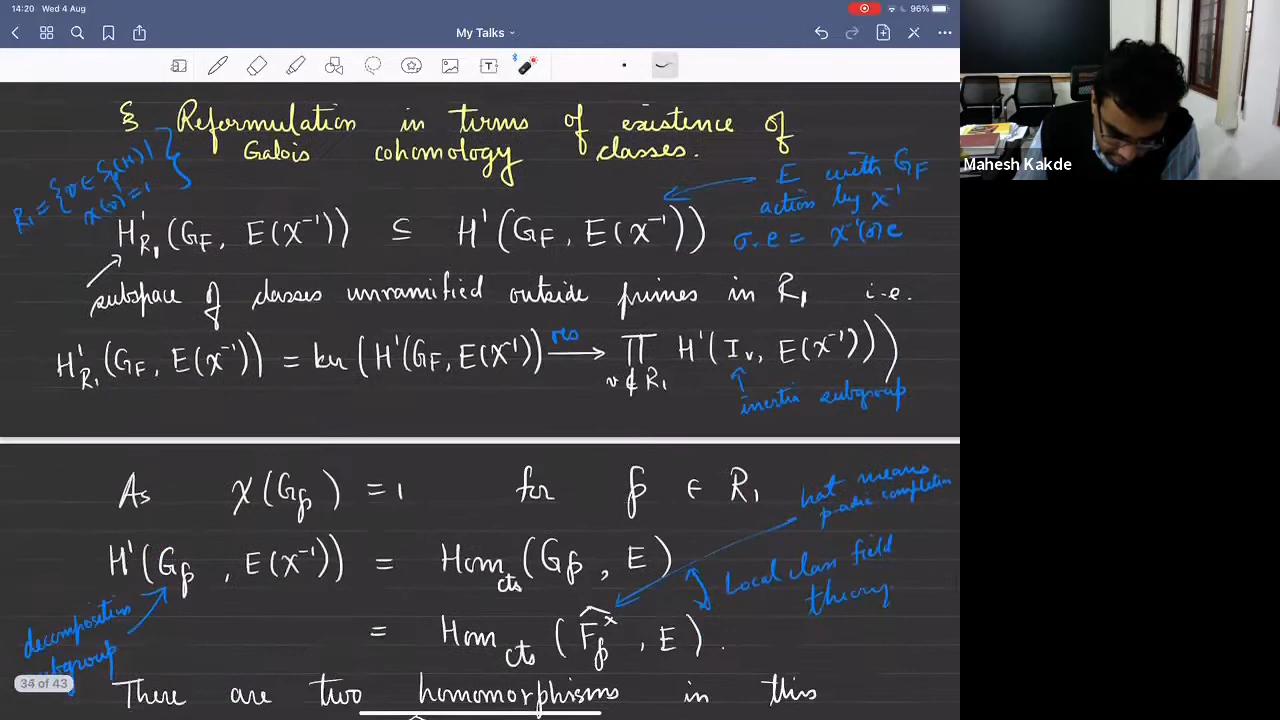 14:20 Wed 4 Aug
96%
My Talks
§ Reformulation in terms of existence of
Galois cohomology classes.
R₁ = {v ∈ Sp(H) | χ(v) = 1}
E with G_F
action by χ⁻¹
σ.e = χ⁻¹(σ)e
H¹_{R₁}(G_F, E(χ⁻¹)) ⊆ H¹(G_F, E(χ⁻¹))
subspace of classes unramified outside primes in R₁ i.e.
H¹_{R₁}(G_F, E(χ⁻¹)) = ker(H¹(G_F, E(χ⁻¹)) —res→ ∏_{v∉R₁} H¹(I_v, E(χ⁻¹)))
inertia subgroup
As χ(G_𝔭) = 1 for 𝔭 ∈ R₁
hat means
p-adic completion
H¹(G_𝔭, E(χ⁻¹)) = Hom_cts(G_𝔭, E)
Local class field
theory
decomposition
subgroup
= Hom_cts(\widehat{F_𝔭^×}, E).
34 of 43
There are two homomorphisms in this
Mahesh Kakde